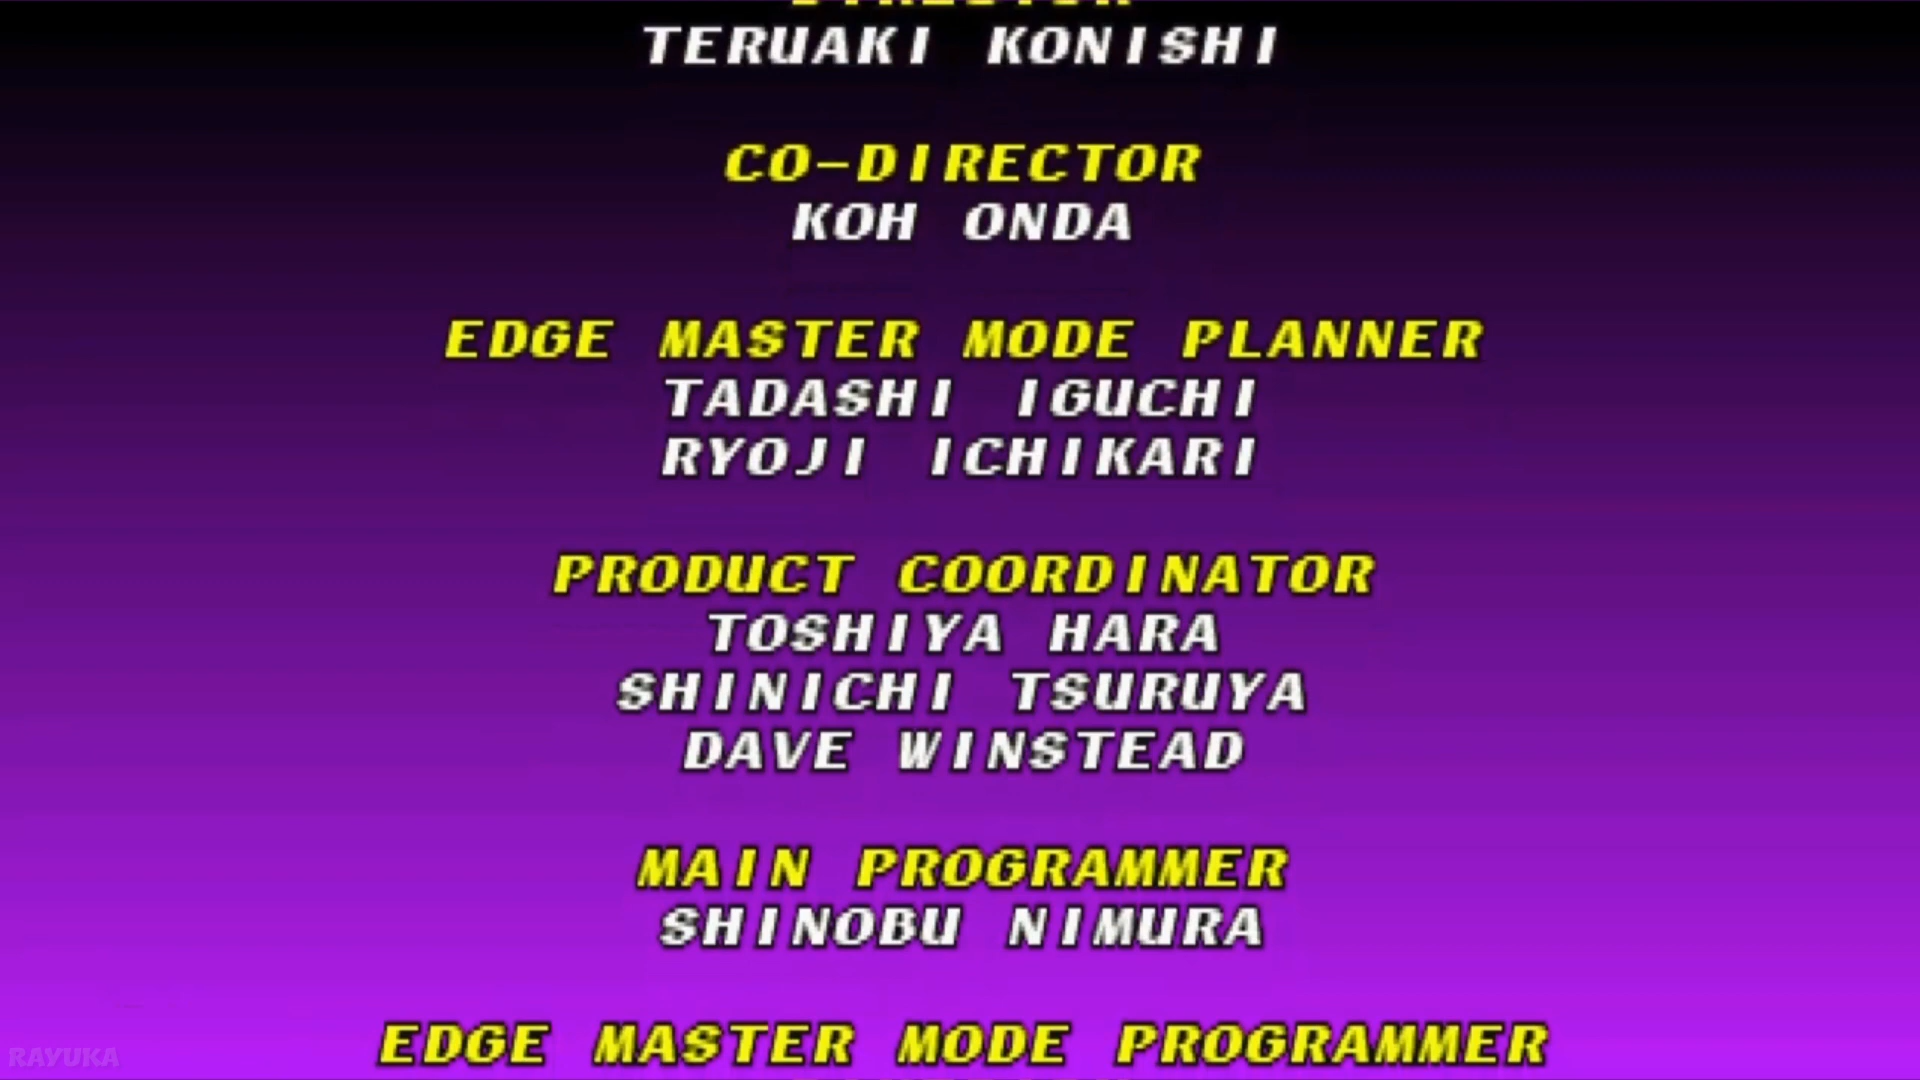 DIRECTOR
TERUAKI KONISHI
CO-DIRECTOR
KOH ONDA
EDGE MASTER MODE PLANNER
TADASHI IGUCHI
RYOJI ICHIKARI
PRODUCT COORDINATOR
TOSHIYA HARA
SHINICHI TSURUYA
DAVE WINSTEAD
MAIN PROGRAMMER
SHINOBU NIMURA
EDGE MASTER MODE PROGRAMMER
RAYUKA